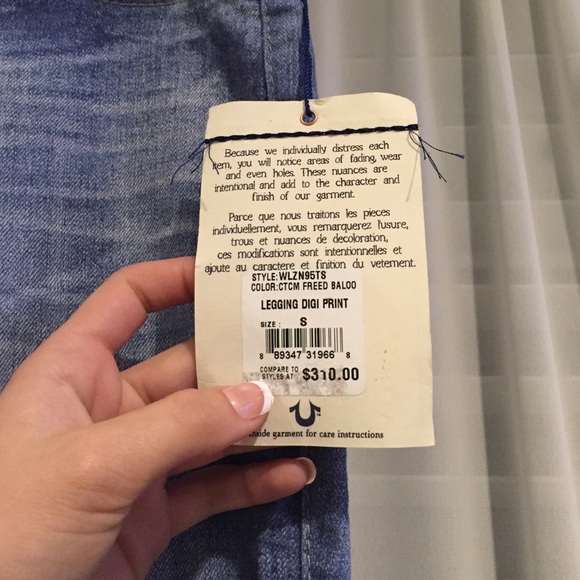 Because we individually distress each
item, you will notice areas of fading, wear
and even holes. These nuances are
intentional and add to the character and
finish of our garment.
Parce que nous traitons les pieces
individuellement, vous remarquerez l'usure,
trous et nuances de decoloration,
ces modifications sont intentionnelles et
ajoute au caractere et finition du vetement.
STYLE:WLZN95TS
COLOR:CTCM FREED BALOO
LEGGING DIGI PRINT
SIZE: S
8 89347 31966 8
COMPARE TO
STYLES AT $310.00
inside garment for care instructions